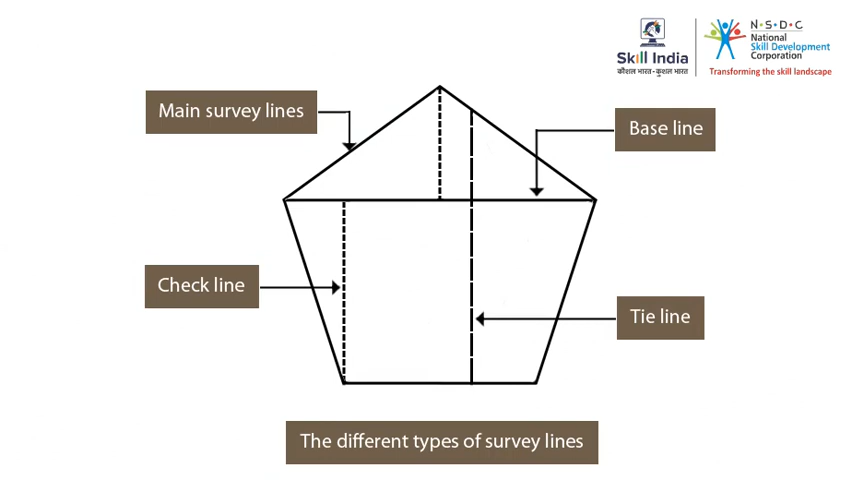 N·S·D·C
National
Skill Development
Corporation
Transforming the skill landscape
Skill India
कौशल भारत-कुशल भारत
Main survey lines
Base line
Check line
Tie line
The different types of survey lines